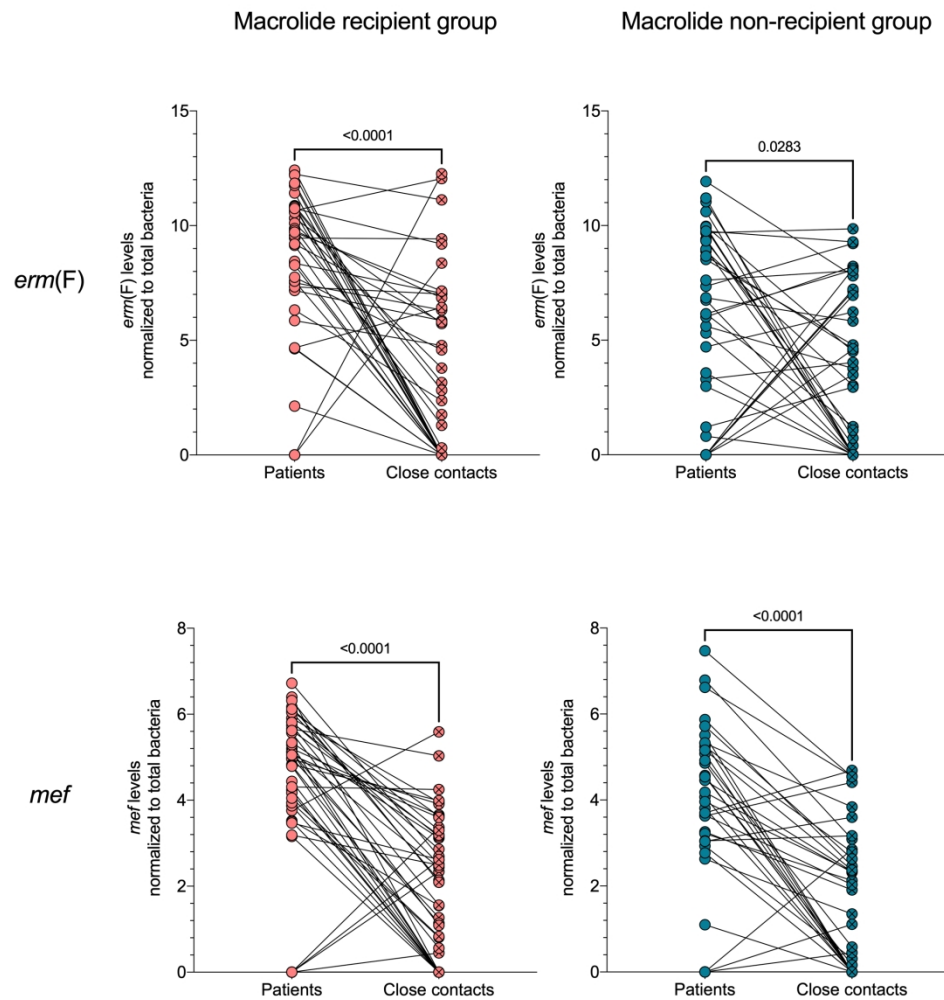 Macrolide recipient group
Macrolide non-recipient group
erm(F)
erm(F) levels
normalized to total bacteria
15
10
5
0
<0.0001
Patients
Close contacts
erm(F) levels
normalized to total bacteria
15
10
5
0
0.0283
Patients
Close contacts
mef
mef levels
normalized to total bacteria
8
6
4
2
0
<0.0001
Patients
Close contacts
mef levels
normalized to total bacteria
8
6
4
2
0
<0.0001
Patients
Close contacts